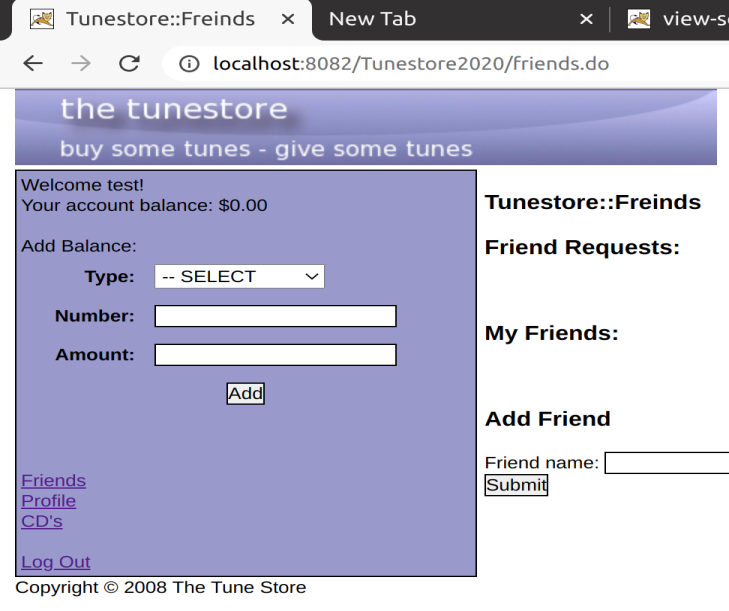 Tunestore::Freinds
New Tab
localhost:8082/Tunestore2020/friends.do
the tunestore
buy some tunes - give some tunes
Welcome test!
Your account balance: $0.00
Add Balance:
Type: -- SELECT
Number:
Amount:
Add
Friends
Profile
CD's
Log Out
Tunestore::Freinds
Friend Requests:
My Friends:
Add Friend
Friend name:
Submit
Copyright © 2008 The Tune Store